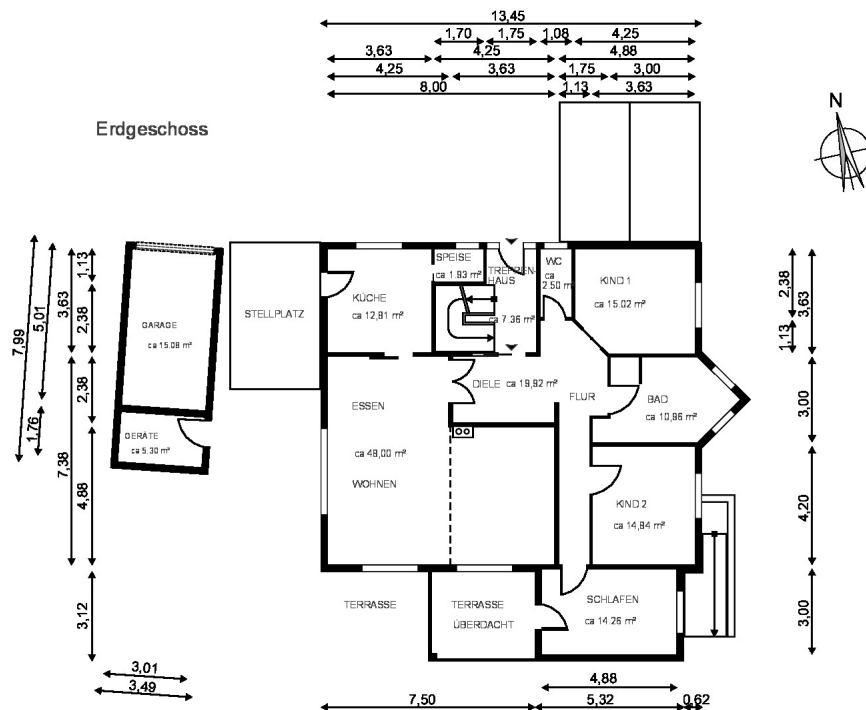 13,45
1,70 1,75 1,08 4,25
3,63 4,25 4,88
4,25 3,63 1,75 3,00
8,00 1,13 3,63
Erdgeschoss
N
SPEISE
ca 1.93 m²
TREPPEN-
HAUS
ca 7.36 m²
WC
ca
2.50 m²
KIND 1
ca 15.02 m²
KÜCHE
ca 12,81 m²
STELLPLATZ
GARAGE
ca 15.08 m²
GERÄTE
ca 5.30 m²
7,99
5,01
1,76
3,63
7,38
1,13
2,38
2,38
4,88
3,12
2,38
1,13
3,63
3,00
4,20
3,00
ESSEN
ca 48,00 m²
WOHNEN
DIELE ca 19,92 m²
FLUR
BAD
ca 10,96 m²
KIND 2
ca 14,84 m²
SCHLAFEN
ca 14.26 m²
TERRASSE
TERRASSE
ÜBERDACHT
3,01
3,49
4,88
7,50 5,32 0,62